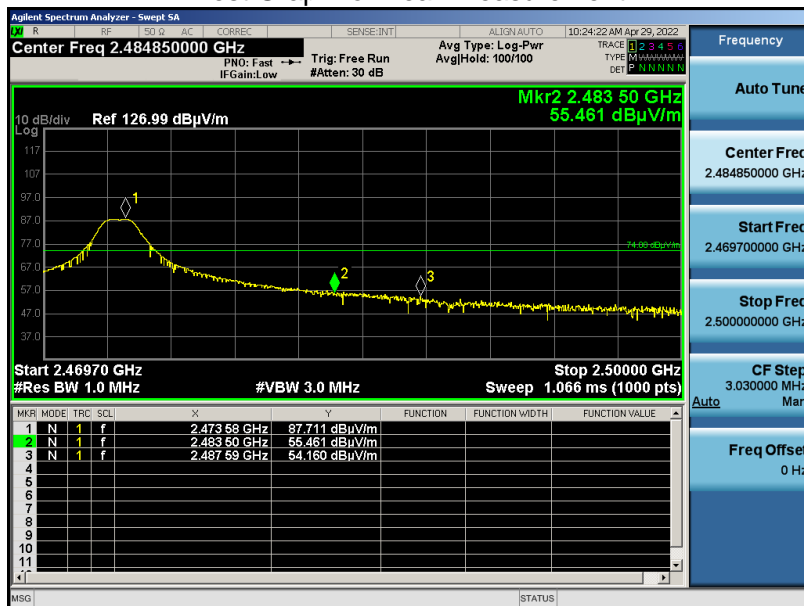 Agilent Spectrum Analyzer - Swept SA
LXI R RF 50 Ω AC CORREC SENSE:INT ALIGN AUTO 10:24:22 AM Apr 29, 2022
Center Freq 2.484850000 GHz
PNO: Fast
IFGain:Low
Trig: Free Run
#Atten: 30 dB
Avg Type: Log-Pwr
Avg|Hold: 100/100
TRACE 1 2 3 4 5 6
TYPE M
DET P N N N N N
Mkr2 2.483 50 GHz
55.461 dBµV/m
10 dB/div Ref 126.99 dBµV/m
Log
117
107
97.0
87.0
77.0
67.0
57.0
47.0
37.0
1
2
3
74.00 dBµV/m
Start 2.46970 GHz Stop 2.50000 GHz
#Res BW 1.0 MHz #VBW 3.0 MHz Sweep 1.066 ms (1000 pts)
MKR MODE TRC SCL X Y FUNCTION FUNCTION WIDTH FUNCTION VALUE
1 N 1 f 2.473 58 GHz 87.711 dBµV/m
2 N 1 f 2.483 50 GHz 55.461 dBµV/m
3 N 1 f 2.487 59 GHz 54.160 dBµV/m
4
5
6
7
8
9
10
11
MSG STATUS
Frequency
Auto Tune
Center Freq
2.484850000 GHz
Start Freq
2.469700000 GHz
Stop Freq
2.500000000 GHz
CF Step
3.030000 MHz
Auto Man
Freq Offset
0 Hz